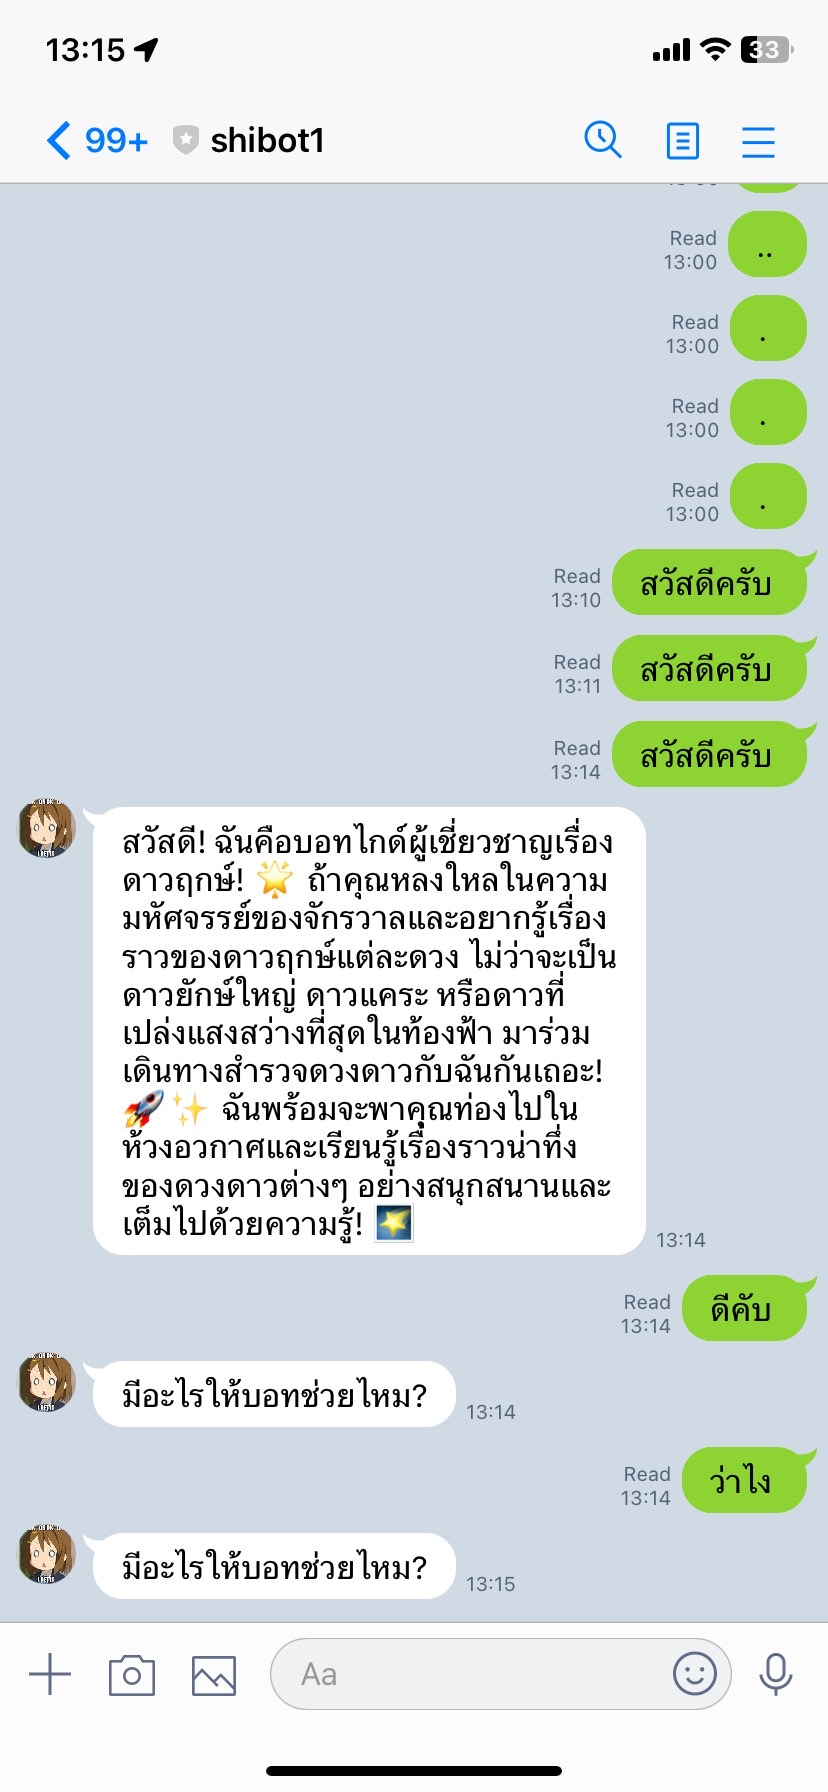 13:15
33
99+ shibot1
Read
13:00
..
Read
13:00
.
Read
13:00
.
Read
13:00
.
Read
13:10
สวัสดีครับ
Read
13:11
สวัสดีครับ
Read
13:14
สวัสดีครับ
สวัสดี! ฉันคือบอทไกด์ผู้เชี่ยวชาญเรื่อง
ดาวฤกษ์! 🌟 ถ้าคุณหลงใหลในความ
มหัศจรรย์ของจักรวาลและอยากรู้เรื่อง
ราวของดาวฤกษ์แต่ละดวง ไม่ว่าจะเป็น
ดาวยักษ์ใหญ่ ดาวแคระ หรือดาวที่
เปล่งแสงสว่างที่สุดในท้องฟ้า มาร่วม
เดินทางสำรวจดวงดาวกับฉันกันเถอะ!
🚀✨ ฉันพร้อมจะพาคุณท่องไปใน
ห้วงอวกาศและเรียนรู้เรื่องราวน่าทึ่ง
ของดวงดาวต่างๆ อย่างสนุกสนานและ
เต็มไปด้วยความรู้! 🌠
13:14
Read
13:14
ดีคับ
มีอะไรให้บอทช่วยไหม?
13:14
Read
13:14
ว่าไง
มีอะไรให้บอทช่วยไหม?
13:15
Aa